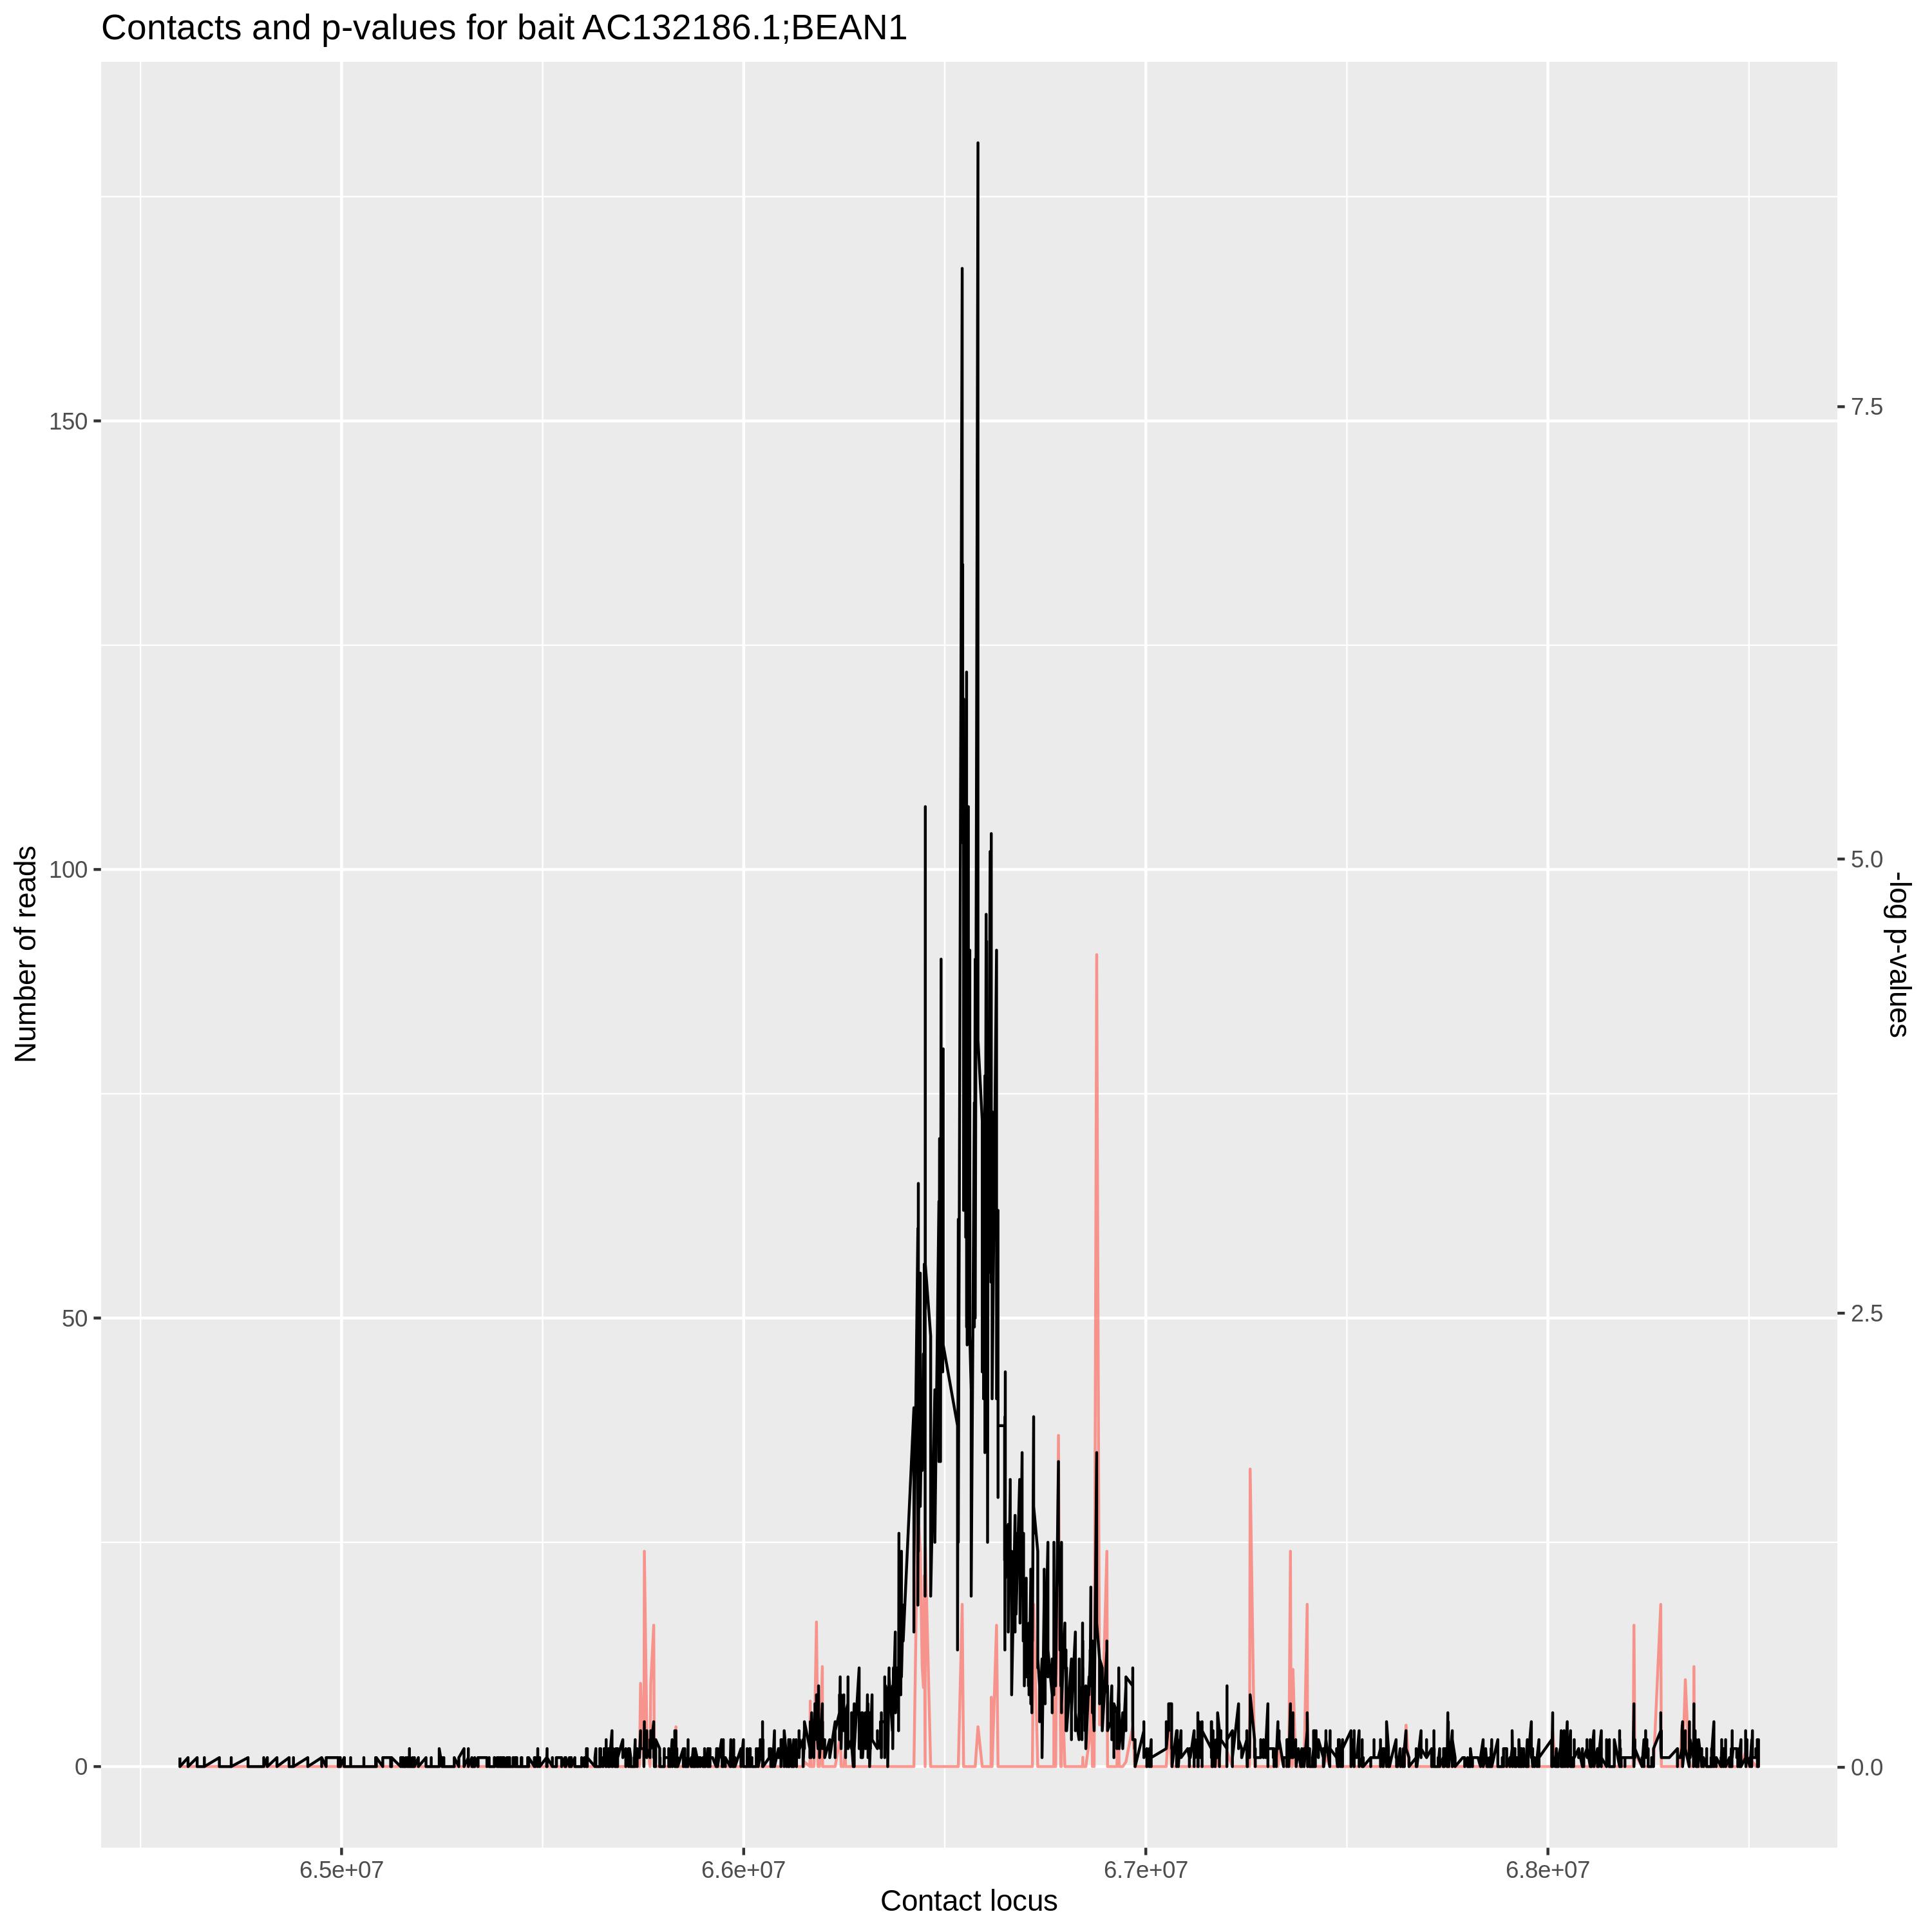 Contacts and p-values for bait AC132186.1;BEAN1
150
100
50
0
Number of reads
7.5
5.0
2.5
0.0
-log p-values
6.5e+07
6.6e+07
6.7e+07
6.8e+07
Contact locus